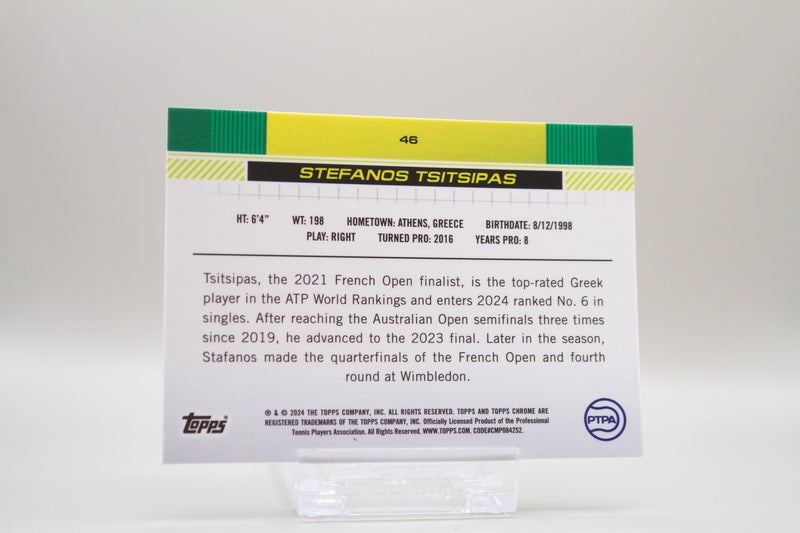 46
STEFANOS TSITSIPAS
HT: 6'4" WT: 198 HOMETOWN: ATHENS, GREECE BIRTHDATE: 8/12/1998
PLAY: RIGHT TURNED PRO: 2016 YEARS PRO: 8
Tsitsipas, the 2021 French Open finalist, is the top-rated Greek
player in the ATP World Rankings and enters 2024 ranked No. 6 in
singles. After reaching the Australian Open semifinals three times
since 2019, he advanced to the 2023 final. Later in the season,
Stafanos made the quarterfinals of the French Open and fourth
round at Wimbledon.
Topps
® & © 2024 THE TOPPS COMPANY, INC. ALL RIGHTS RESERVED. TOPPS AND TOPPS CHROME ARE
REGISTERED TRADEMARKS OF THE TOPPS COMPANY, INC. Officially Licensed Product of the Professional
Tennis Players Association. All Rights Reserved. WWW.TOPPS.COM. CODE#CMP084252.
PTPA